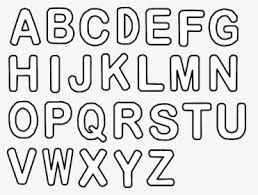 ABCDEFG
HIJKLMN
OPQRSTU
VWXYZ